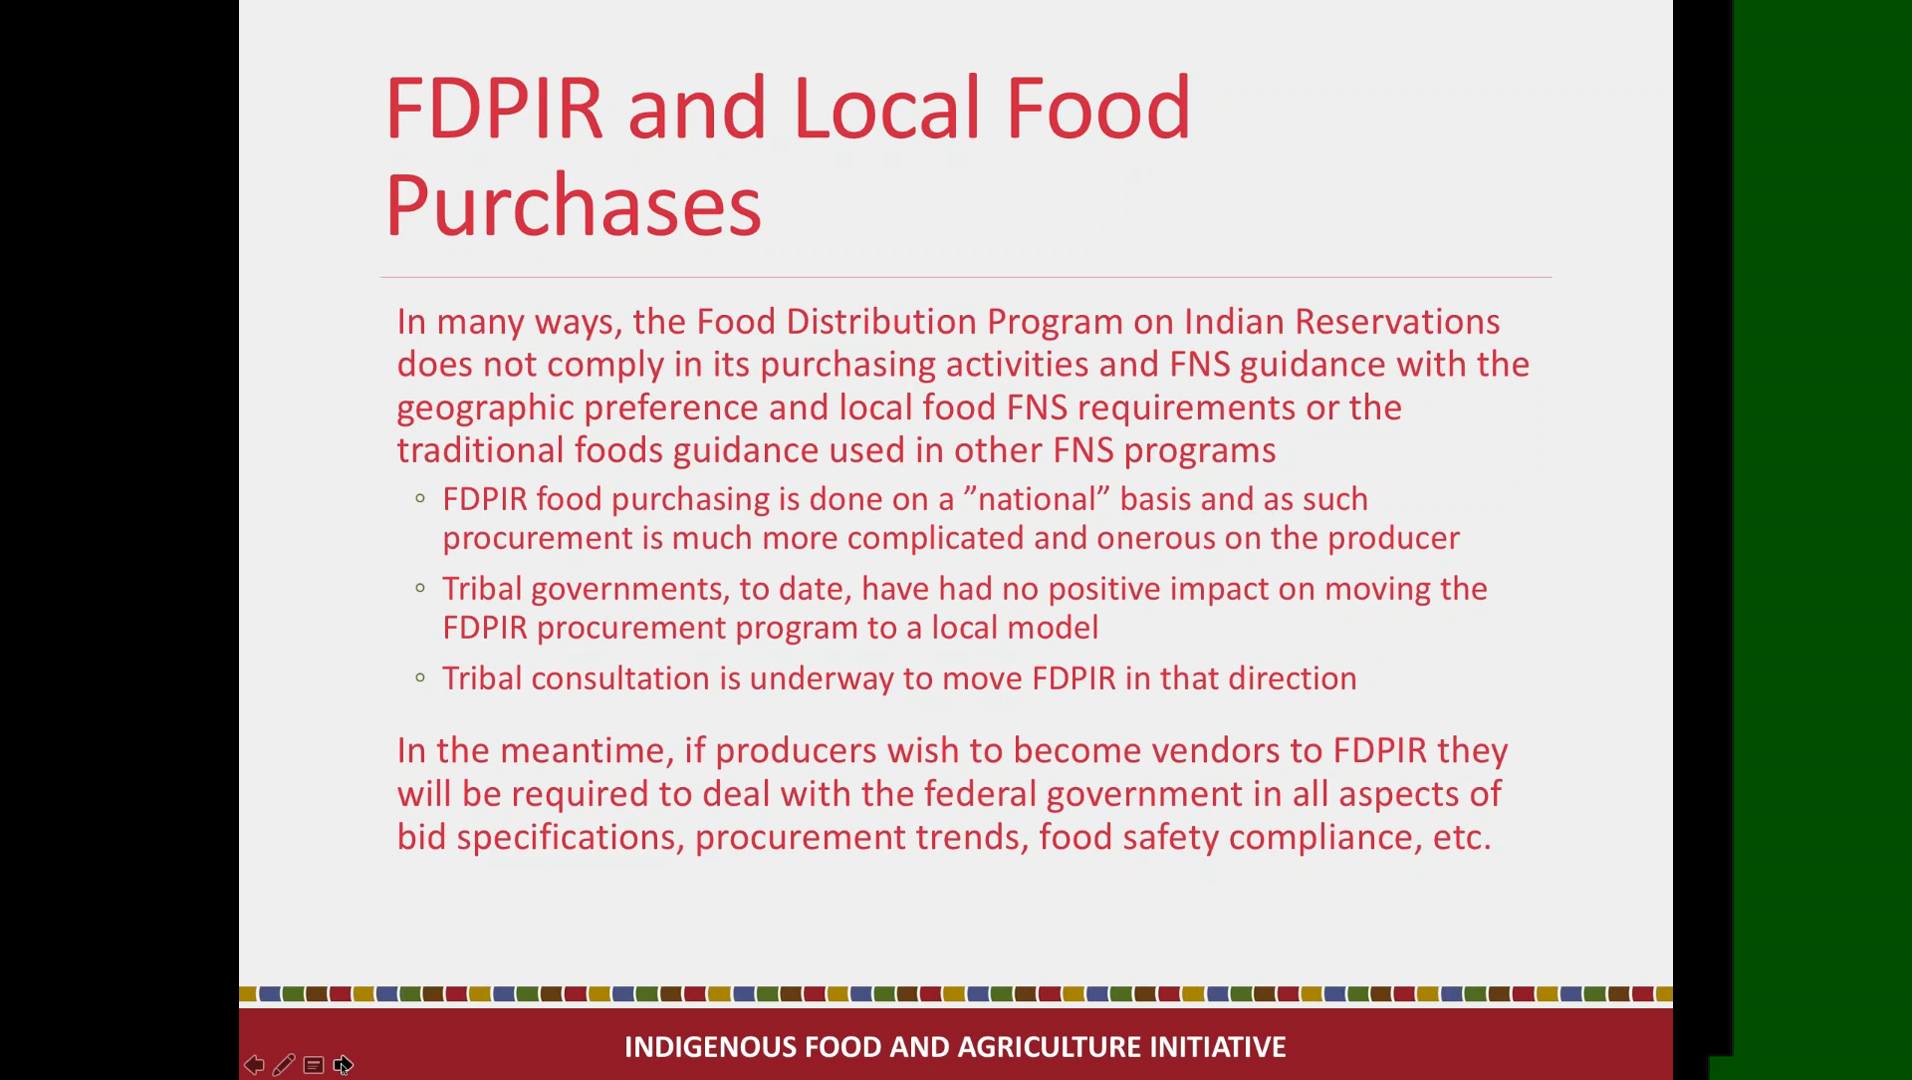 FDPIR and Local Food
Purchases
In many ways, the Food Distribution Program on Indian Reservations
does not comply in its purchasing activities and FNS guidance with the
geographic preference and local food FNS requirements or the
traditional foods guidance used in other FNS programs
◦ FDPIR food purchasing is done on a ”national” basis and as such
procurement is much more complicated and onerous on the producer
◦ Tribal governments, to date, have had no positive impact on moving the
FDPIR procurement program to a local model
◦ Tribal consultation is underway to move FDPIR in that direction
In the meantime, if producers wish to become vendors to FDPIR they
will be required to deal with the federal government in all aspects of
bid specifications, procurement trends, food safety compliance, etc.
INDIGENOUS FOOD AND AGRICULTURE INITIATIVE